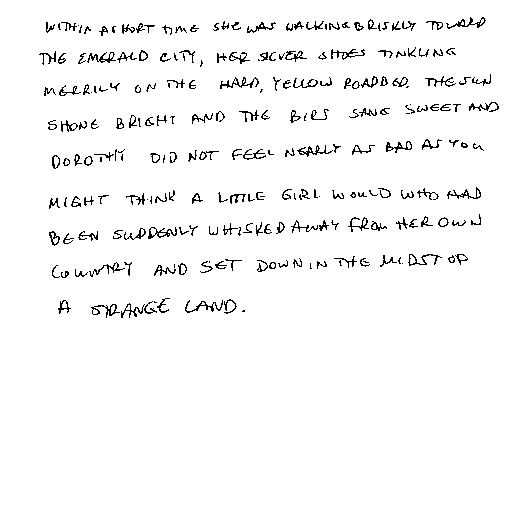 WITHIN A SHORT TIME SHE WAS WALKING BRISKLY TOWARD
THE EMERALD CITY, HER SILVER SHOES TINKLING
MERRILY ON THE HARD, YELLOW ROADBED. THE SUN
SHONE BRIGHT AND THE BIRS SANG SWEET AND
DOROTHY DID NOT FEEL NEARLY AS BAD AS YOU
MIGHT THINK A LITTLE GIRL WOULD WHO HAD
BEEN SUDDENLY WHISKED AWAY FROM HER OWN
COUNTRY AND SET DOWN IN THE MIDST OF
A STRANGE LAND.